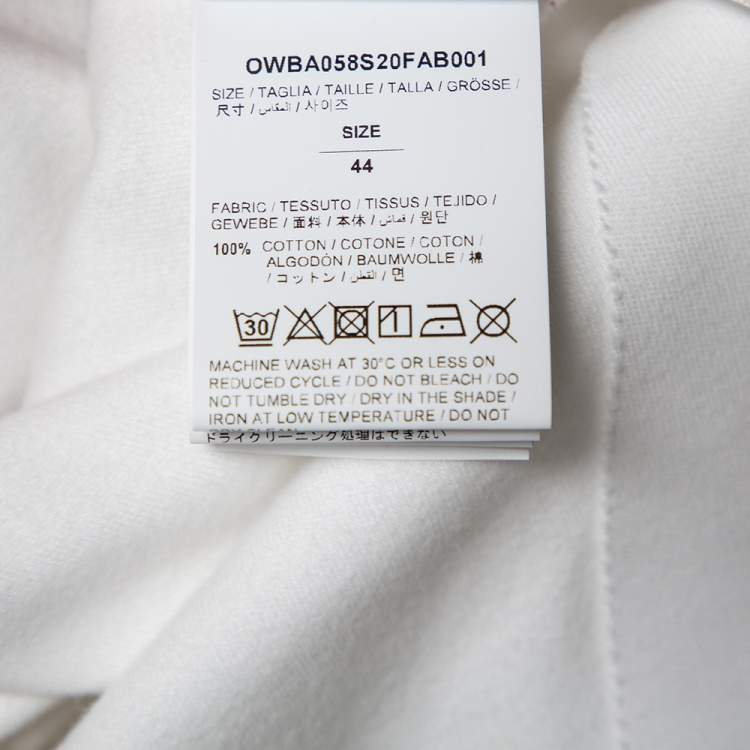 OWBA058S20FAB001
SIZE / TAGLIA / TAILLE / TALLA / GRÖSSE /
尺寸 / المقاس / 사이즈
SIZE
44
FABRIC / TESSUTO / TISSUS / TEJIDO /
GEWEBE / 面料 / 本体 / قماش / 원단
100% COTTON / COTONE / COTON /
ALGODÓN / BAUMWOLLE / 棉
/ コットン / القطن / 면
30
MACHINE WASH AT 30°C OR LESS ON
REDUCED CYCLE / DO NOT BLEACH / DO
NOT TUMBLE DRY / DRY IN THE SHADE /
IRON AT LOW TEMPERATURE / DO NOT
ドライクリーニング処理はできない